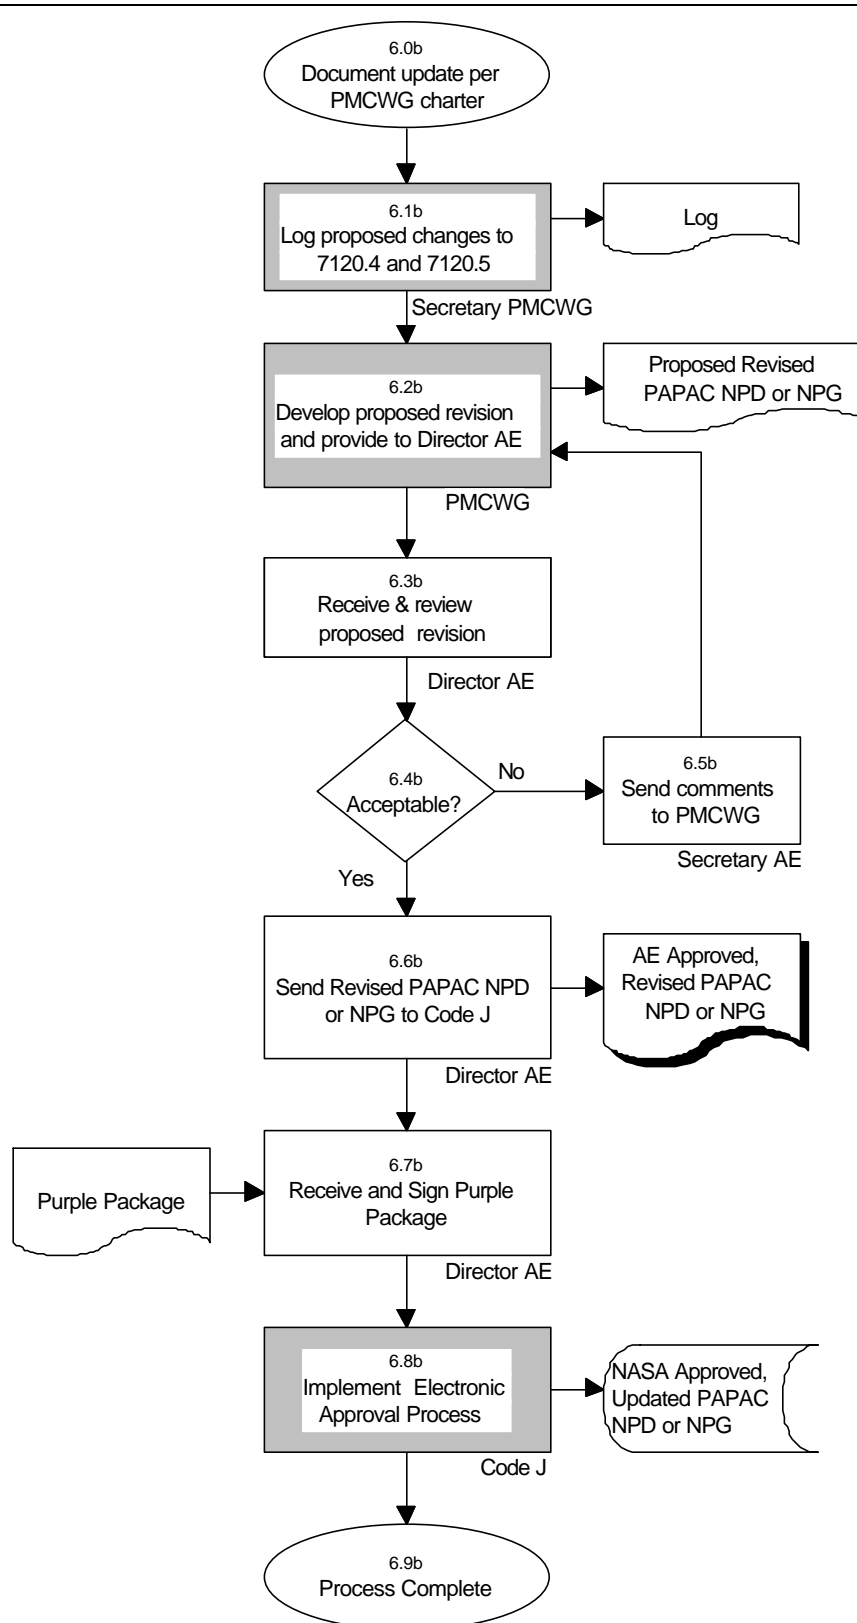 6.0b
Document update per
PMCWG charter
6.1b
Log proposed changes to
7120.4 and 7120.5
Log
Secretary PMCWG
6.2b
Develop proposed revision
and provide to Director AE
Proposed Revised
PAPAC NPD or NPG
PMCWG
6.3b
Receive & review
proposed revision
Director AE
6.4b
Acceptable?
No
6.5b
Send comments
to PMCWG
Secretary AE
Yes
6.6b
Send Revised PAPAC NPD
or NPG to Code J
AE Approved,
Revised PAPAC
NPD or NPG
Director AE
Purple Package
6.7b
Receive and Sign Purple
Package
Director AE
6.8b
Implement Electronic
Approval Process
NASA Approved,
Updated PAPAC
NPD or NPG
Code J
6.9b
Process Complete